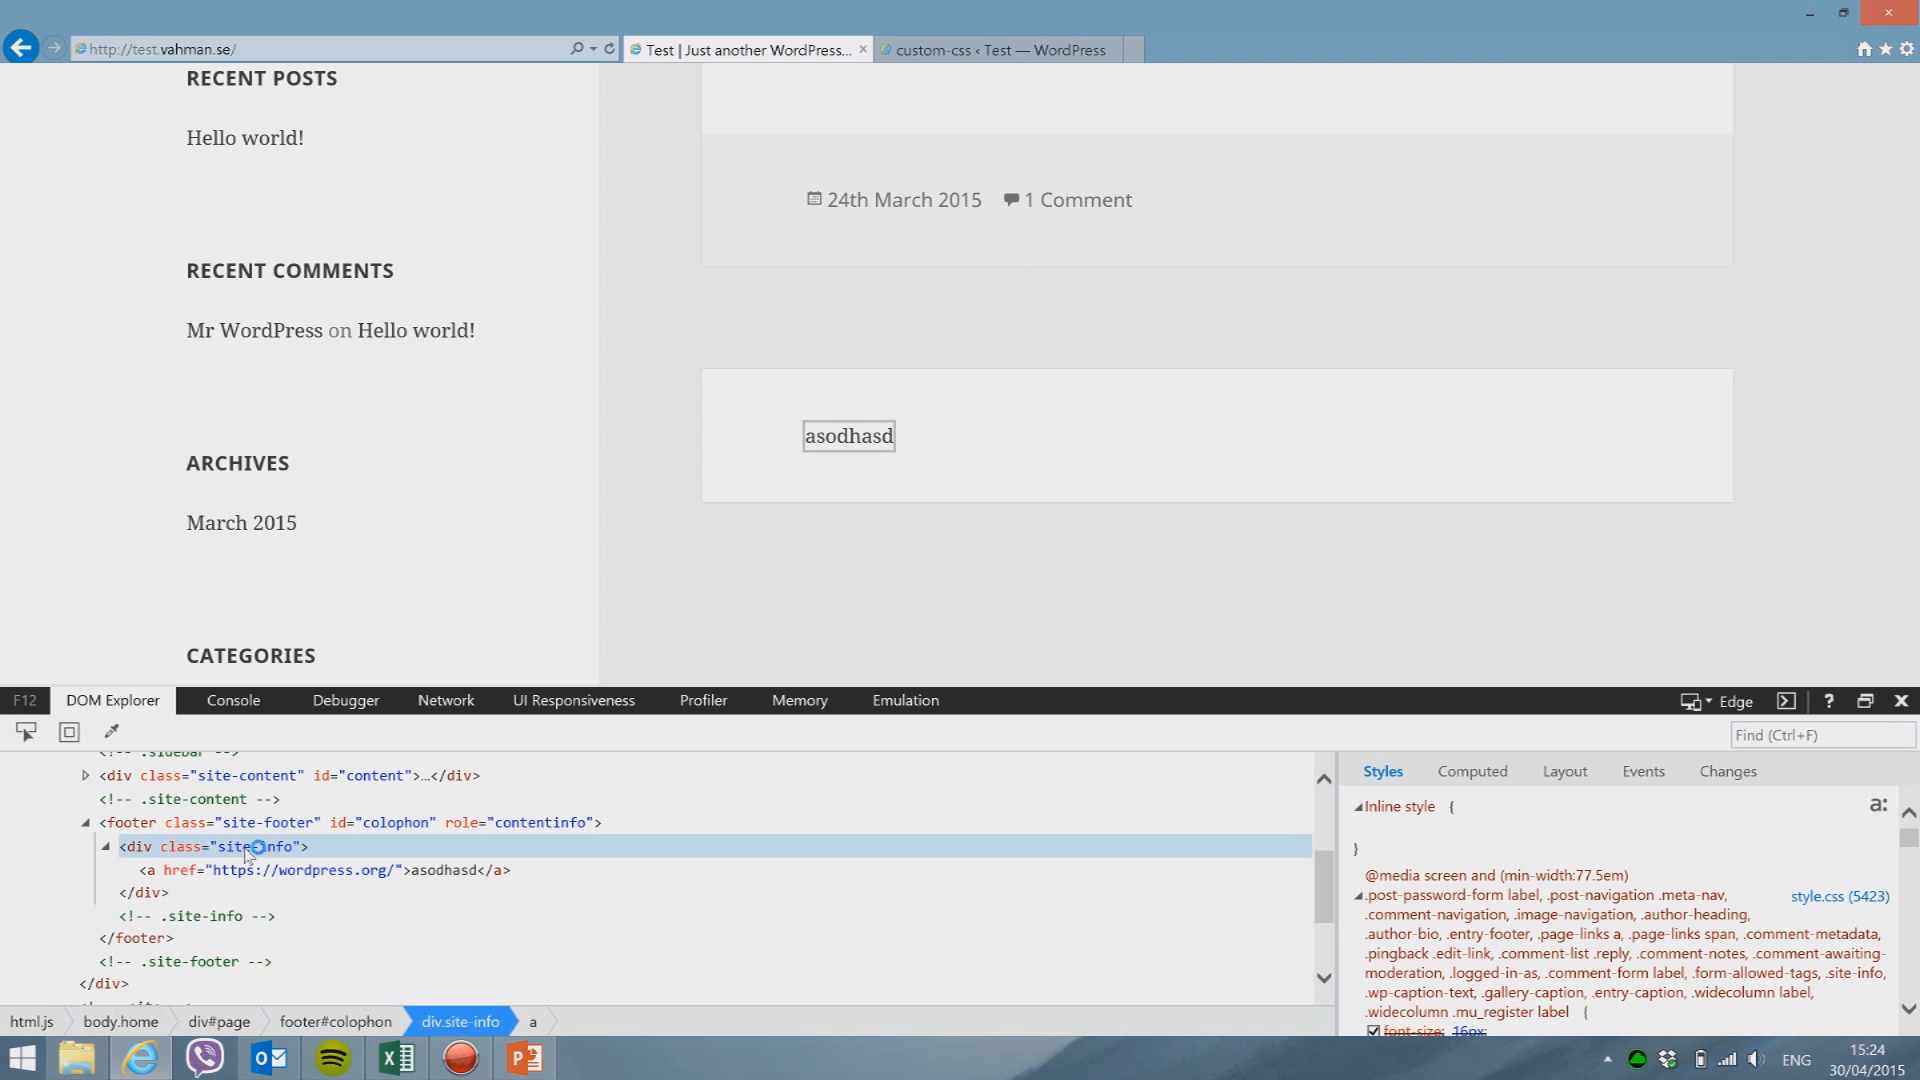 http://test.vahman.se/
Test | Just another WordPress...
custom-css ‹ Test — WordPress
RECENT POSTS
Hello world!
24th March 2015
1 Comment
RECENT COMMENTS
Mr WordPress on Hello world!
asodhasd
ARCHIVES
March 2015
CATEGORIES
F12
DOM Explorer
Console
Debugger
Network
UI Responsiveness
Profiler
Memory
Emulation
Edge
?
Find (Ctrl+F)
<!-- .sidebar -->
<div class="site-content" id="content">…</div>
<!-- .site-content -->
<footer class="site-footer" id="colophon" role="contentinfo">
<div class="site-info">
<a href="https://wordpress.org/">asodhasd</a>
</div>
<!-- .site-info -->
</footer>
<!-- .site-footer -->
</div>
Styles
Computed
Layout
Events
Changes
Inline style {
a:
}
@media screen and (min-width:77.5em)
.post-password-form label, .post-navigation .meta-nav,
style.css (5423)
.comment-navigation, .image-navigation, .author-heading,
.author-bio, .entry-footer, .page-links a, .page-links span, .comment-metadata,
.pingback .edit-link, .comment-list .reply, .comment-notes, .comment-awaiting-
moderation, .logged-in-as, .comment-form label, .form-allowed-tags, .site-info,
.wp-caption-text, .gallery-caption, .entry-caption, .widecolumn label,
.widecolumn .mu_register label {
font-size: 16px;
html.js
body.home
div#page
footer#colophon
div.site-info
a
ENG
15:24
30/04/2015